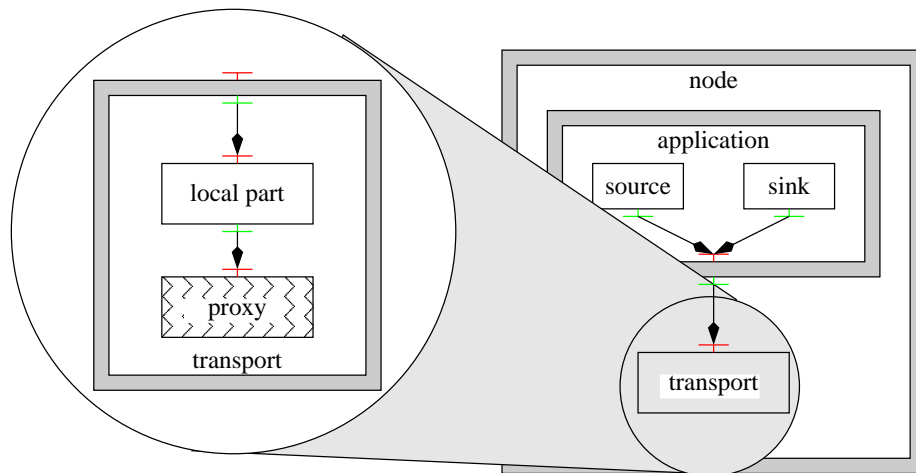 node
application
source
sink
local part
proxy
transport
transport